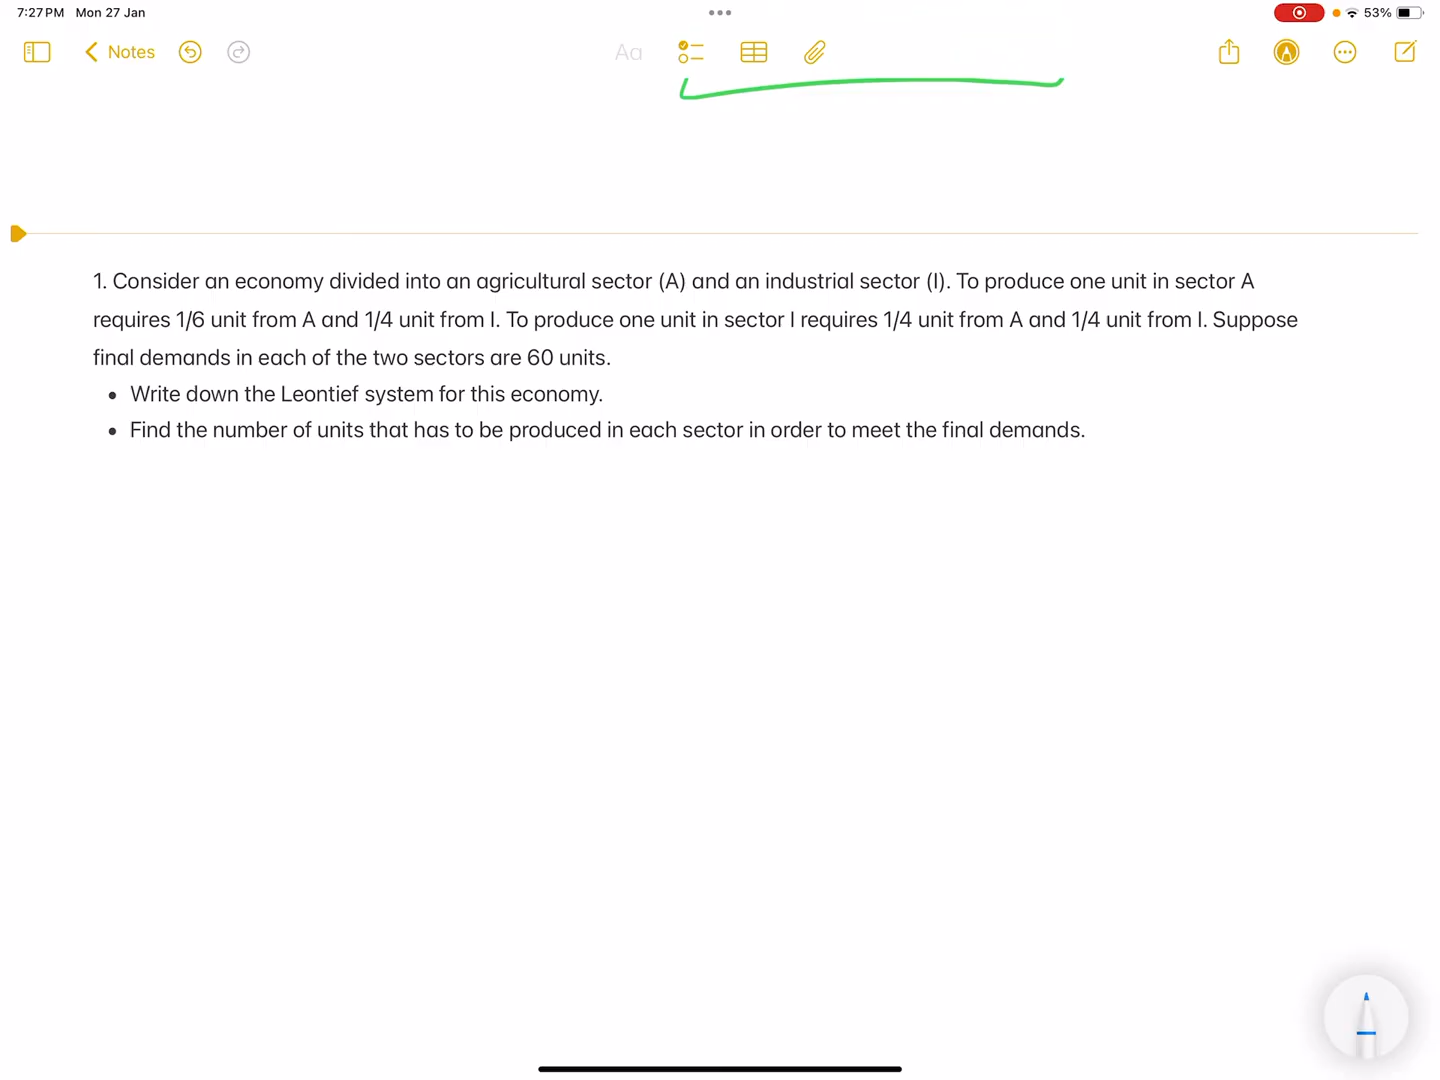 7:27 PM Mon 27 Jan
53%
Notes
Aa
1. Consider an economy divided into an agricultural sector (A) and an industrial sector (I). To produce one unit in sector A
requires 1/6 unit from A and 1/4 unit from I. To produce one unit in sector I requires 1/4 unit from A and 1/4 unit from I. Suppose
final demands in each of the two sectors are 60 units.
• Write down the Leontief system for this economy.
• Find the number of units that has to be produced in each sector in order to meet the final demands.